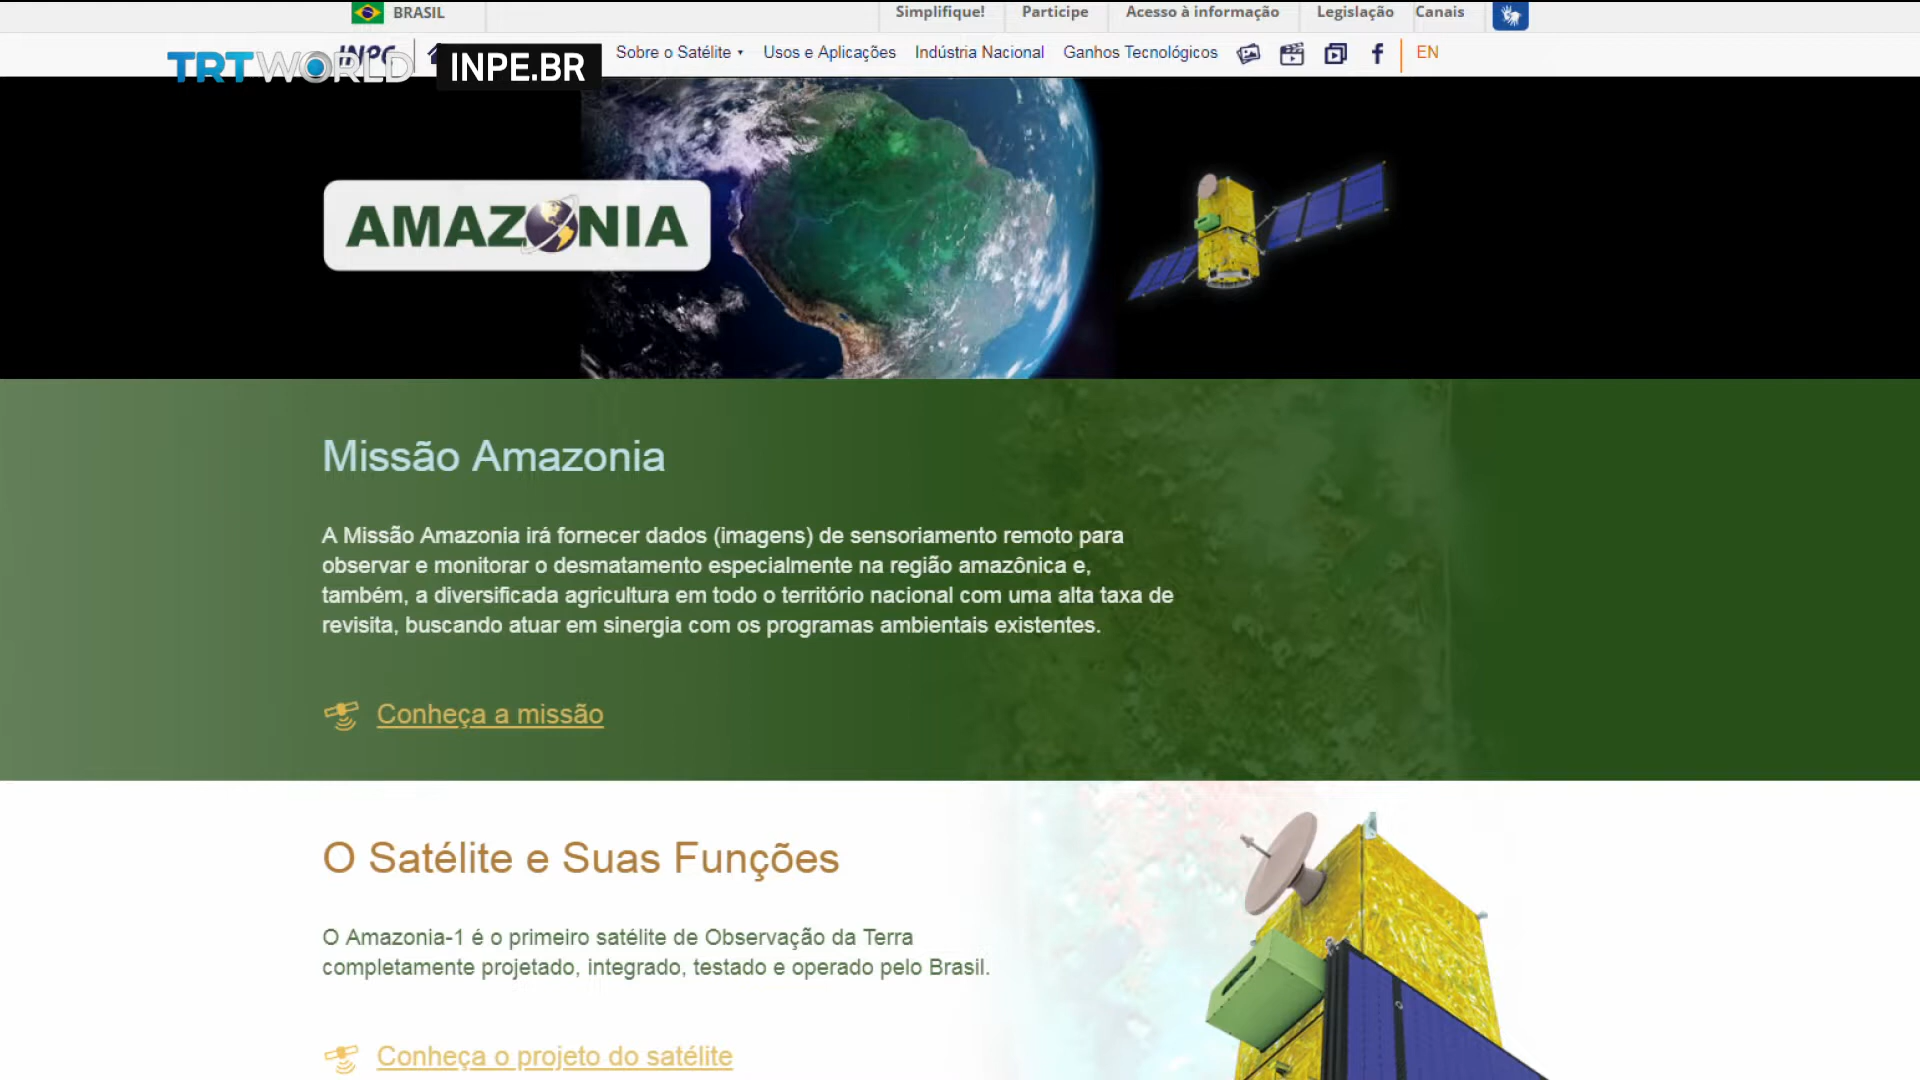 BRASIL
Simplifique!
Participe
Acesso à informação
Legislação
Canais
TRT WORLD
INPE
INPE.BR
Sobre o Satélite
Usos e Aplicações
Indústria Nacional
Ganhos Tecnológicos
EN
AMAZONIA
Missão Amazonia
A Missão Amazonia irá fornecer dados (imagens) de sensoriamento remoto para
observar e monitorar o desmatamento especialmente na região amazônica e,
também, a diversificada agricultura em todo o território nacional com uma alta taxa de
revisita, buscando atuar em sinergia com os programas ambientais existentes.
Conheça a missão
O Satélite e Suas Funções
O Amazonia-1 é o primeiro satélite de Observação da Terra
completamente projetado, integrado, testado e operado pelo Brasil.
Conheça o projeto do satélite